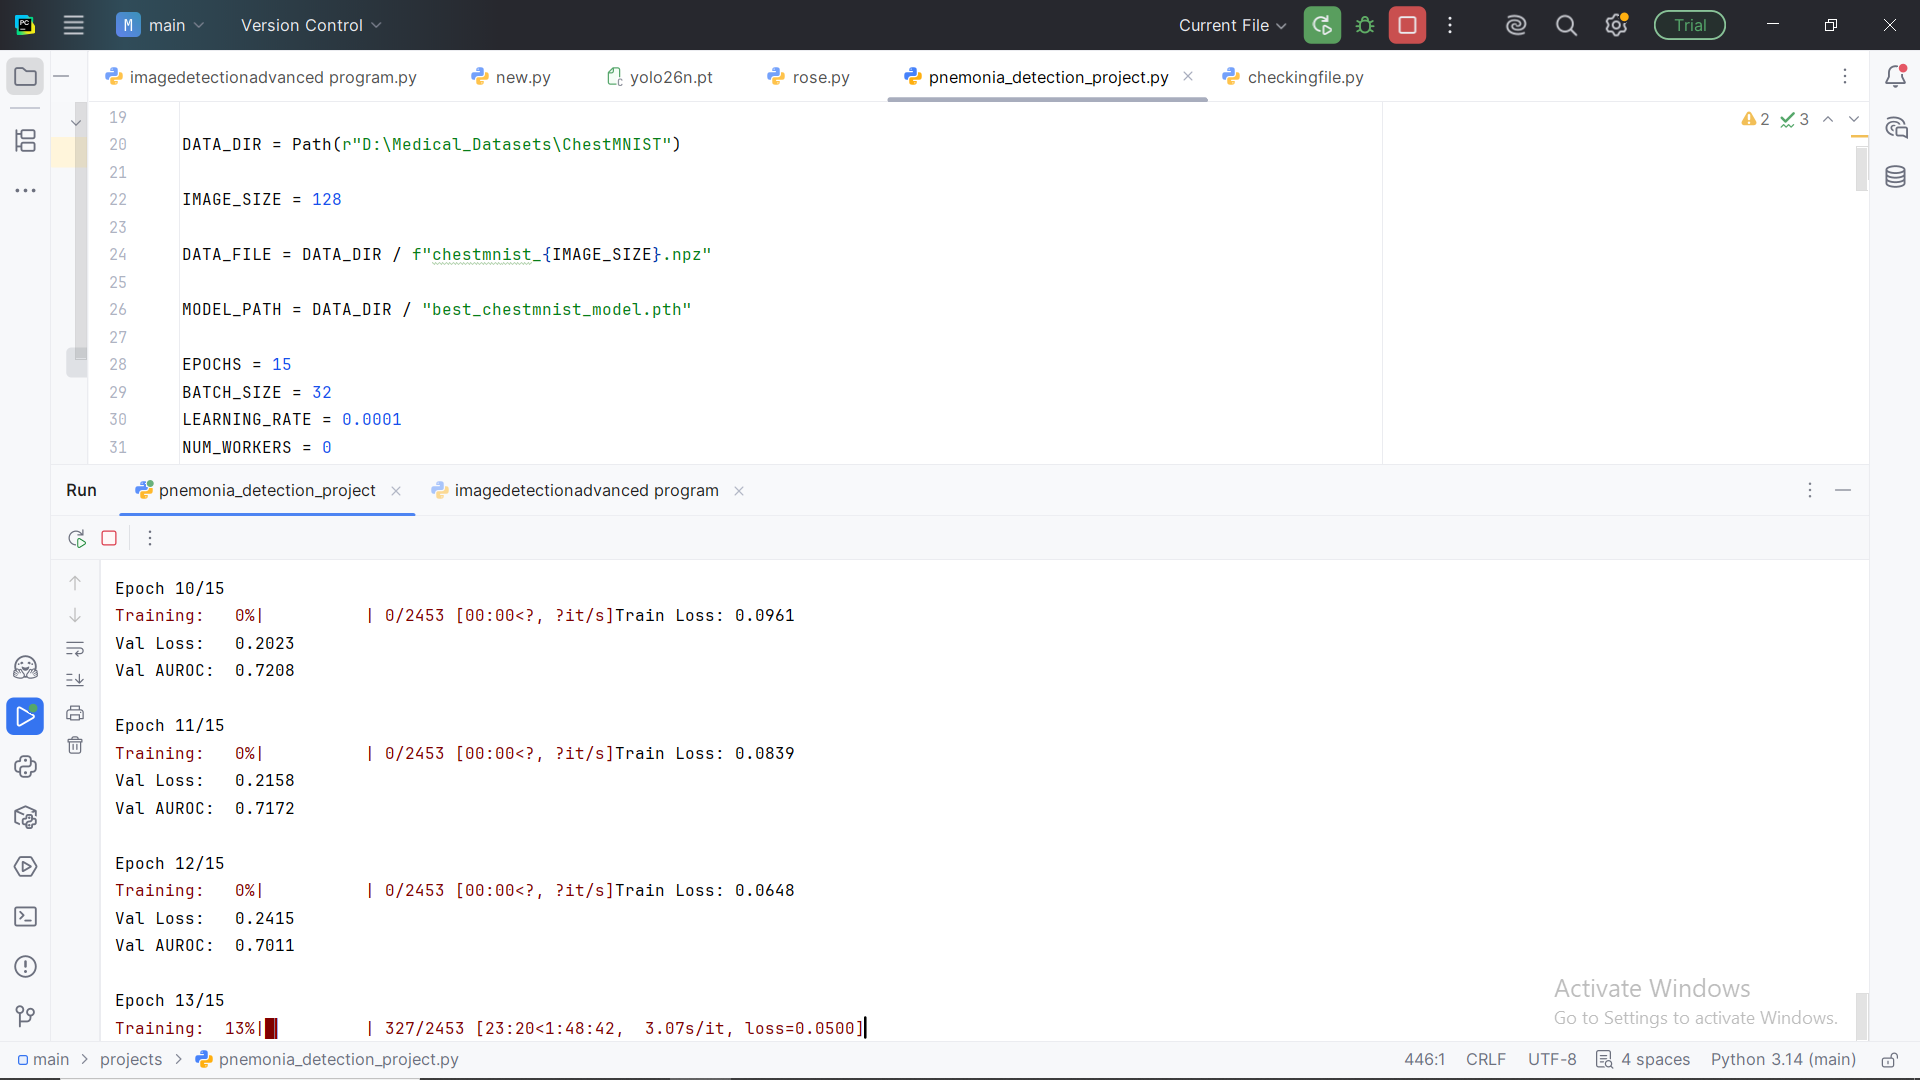 M main Version Control Current File Trial
imagedetectionadvanced program.py new.py yolo26n.pt rose.py pnemonia_detection_project.py checkingfile.py
19
20 DATA_DIR = Path(r"D:\Medical_Datasets\ChestMNIST")
2 3
21
22 IMAGE_SIZE = 128
23
24 DATA_FILE = DATA_DIR / f"chestmnist_{IMAGE_SIZE}.npz"
25
26 MODEL_PATH = DATA_DIR / "best_chestmnist_model.pth"
27
28 EPOCHS = 15
29 BATCH_SIZE = 32
30 LEARNING_RATE = 0.0001
31 NUM_WORKERS = 0
Run pnemonia_detection_project imagedetectionadvanced program
Epoch 10/15
Training:   0%|          | 0/2453 [00:00<?, ?it/s]Train Loss: 0.0961
Val Loss:   0.2023
Val AUROC:  0.7208
Epoch 11/15
Training:   0%|          | 0/2453 [00:00<?, ?it/s]Train Loss: 0.0839
Val Loss:   0.2158
Val AUROC:  0.7172
Epoch 12/15
Training:   0%|          | 0/2453 [00:00<?, ?it/s]Train Loss: 0.0648
Val Loss:   0.2415
Val AUROC:  0.7011
Epoch 13/15
Training:  13%|█         | 327/2453 [23:20<1:48:42,  3.07s/it, loss=0.0500]
Activate Windows
Go to Settings to activate Windows.
main > projects > pnemonia_detection_project.py 446:1 CRLF UTF-8 4 spaces Python 3.14 (main)